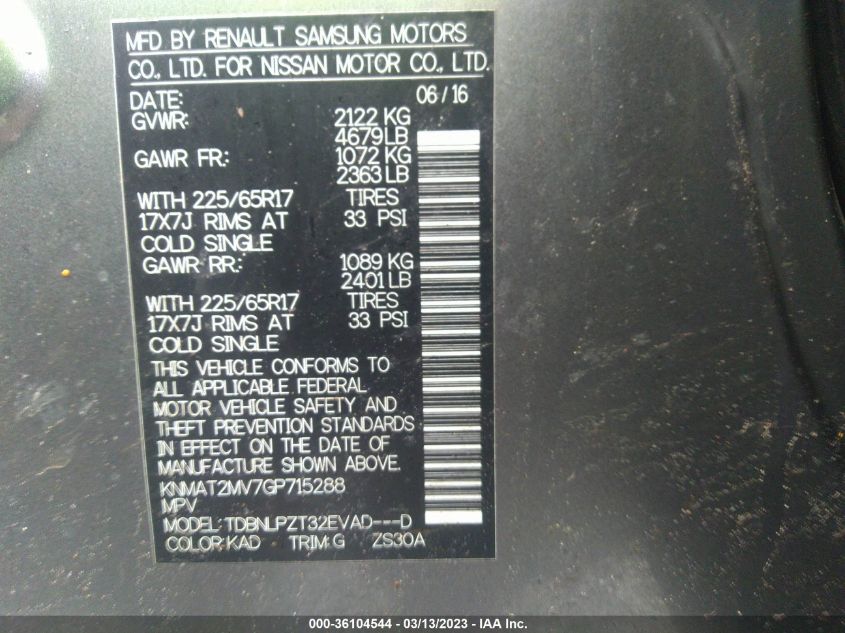 MFD BY RENAULT SAMSUNG MOTORS
CO., LTD. FOR NISSAN MOTOR CO., LTD.
DATE: 06/16
GVWR: 2122 KG
4679 LB
GAWR FR: 1072 KG
2363 LB
WITH 225/65R17 TIRES
17X7J RIMS AT 33 PSI
COLD SINGLE
GAWR RR: 1089 KG
2401 LB
WITH 225/65R17 TIRES
17X7J RIMS AT 33 PSI
COLD SINGLE
THIS VEHICLE CONFORMS TO
ALL APPLICABLE FEDERAL
MOTOR VEHICLE SAFETY AND
THEFT PREVENTION STANDARDS
IN EFFECT ON THE DATE OF
MANUFACTURE SHOWN ABOVE.
KNMAT2MV7GP715288
MPV
MODEL: TDBNLPZT32EVAD---D
COLOR: KAD TRIM: G ZS30A
000-36104544 - 03/13/2023 - IAA Inc.